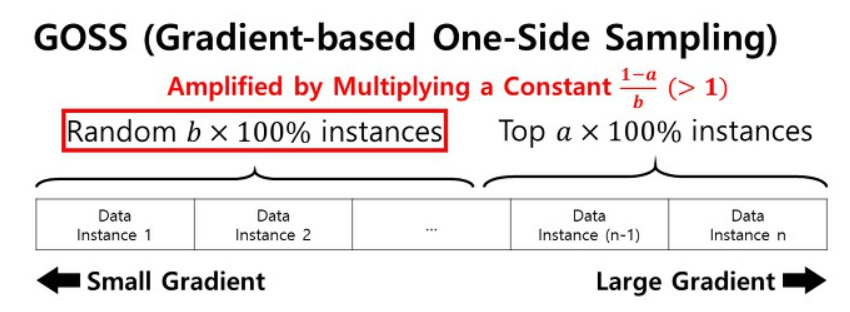 GOSS (Gradient-based One-Side Sampling)
Amplified by Multiplying a Constant (1−a)/b (> 1)
Random b × 100% instances
Top a × 100% instances
Data Instance 1
Data Instance 2
...
Data Instance (n-1)
Data Instance n
Small Gradient
Large Gradient